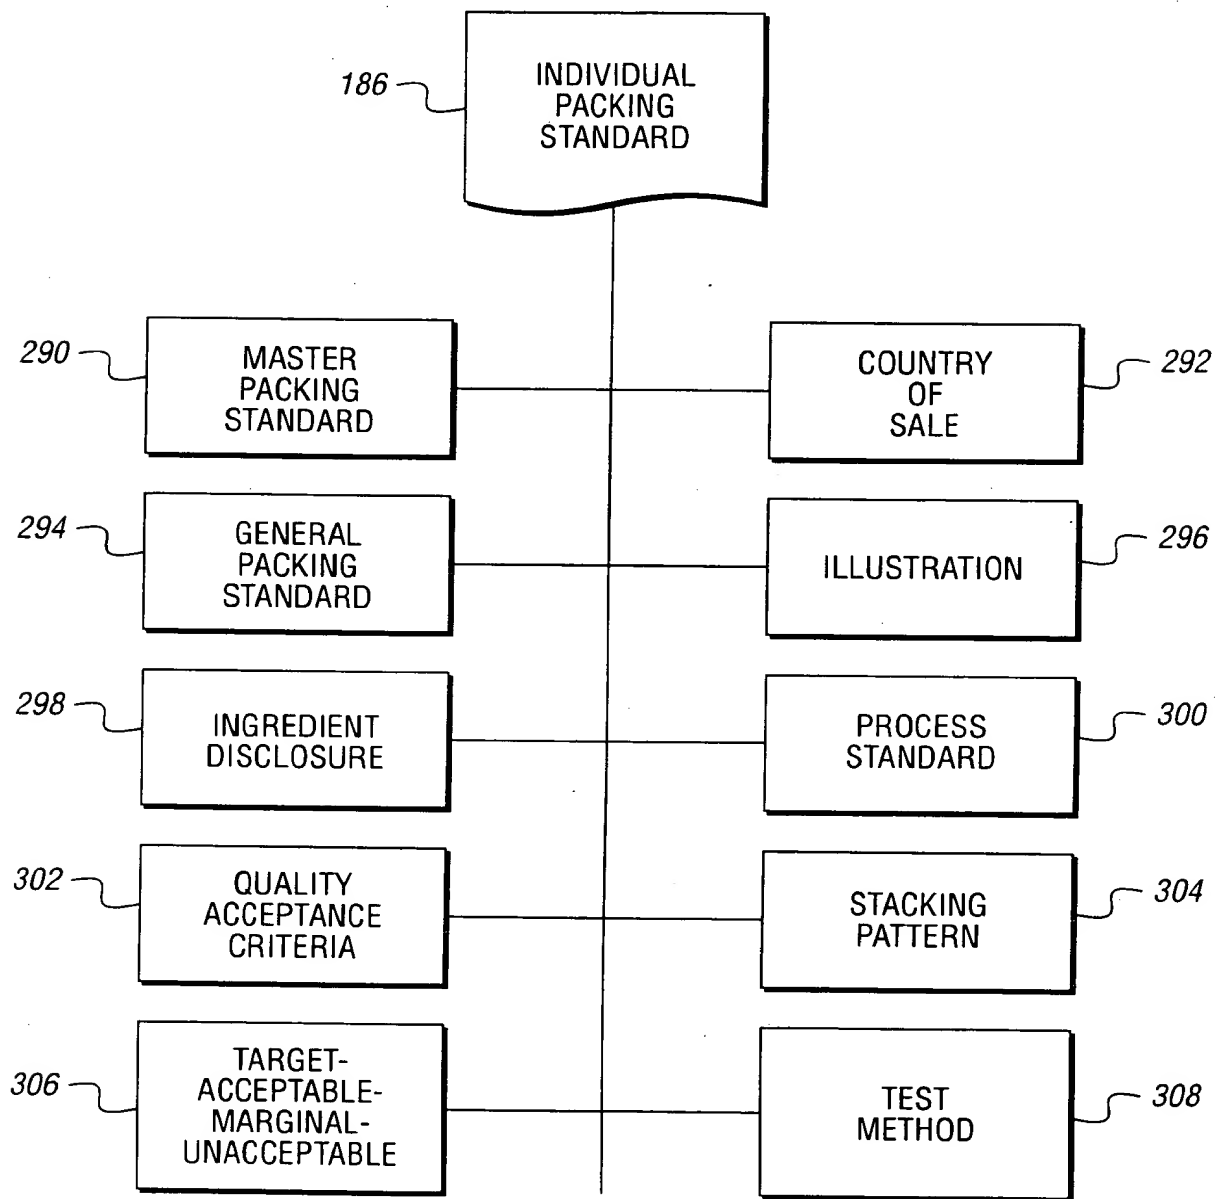 186
INDIVIDUAL
PACKING
STANDARD
290
MASTER
PACKING
STANDARD
COUNTRY
OF
SALE
292
294
GENERAL
PACKING
STANDARD
ILLUSTRATION
296
298
INGREDIENT
DISCLOSURE
PROCESS
STANDARD
300
302
QUALITY
ACCEPTANCE
CRITERIA
STACKING
PATTERN
304
306
TARGET-
ACCEPTABLE-
MARGINAL-
UNACCEPTABLE
TEST
METHOD
308